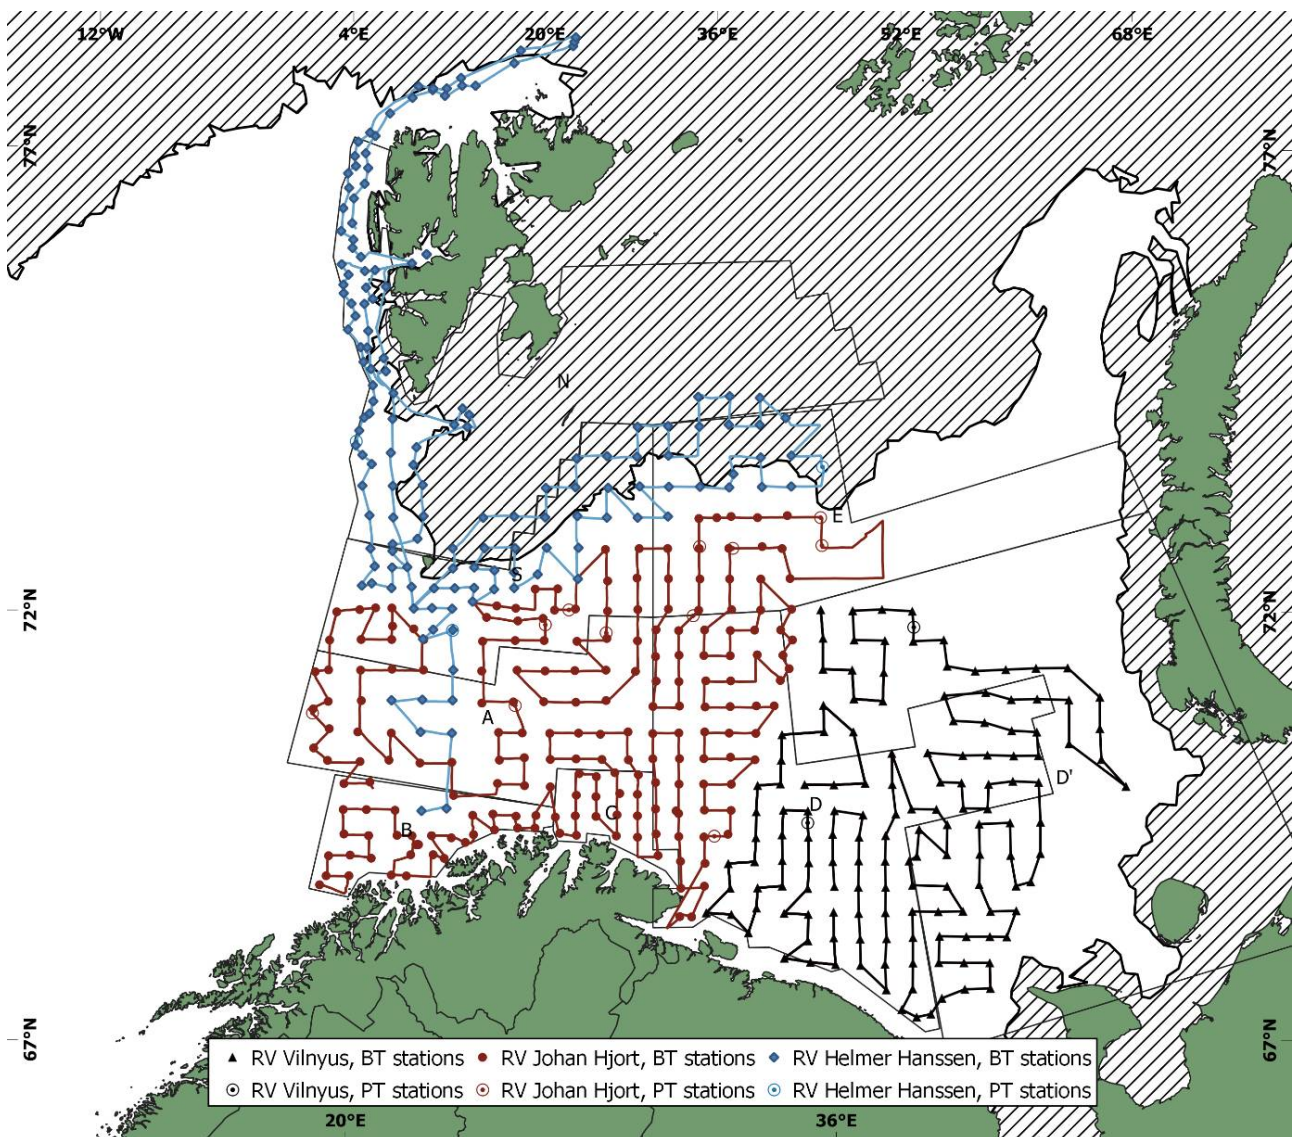 12°W 4°E 20°E 36°E 52°E 68°E
77°N 77°N
N
E
S
72°N 72°N
A
D'
D
C
B
67°N 67°N
RV Vilnyus, BT stations RV Johan Hjort, BT stations RV Helmer Hanssen, BT stations
RV Vilnyus, PT stations RV Johan Hjort, PT stations RV Helmer Hanssen, PT stations
20°E 36°E